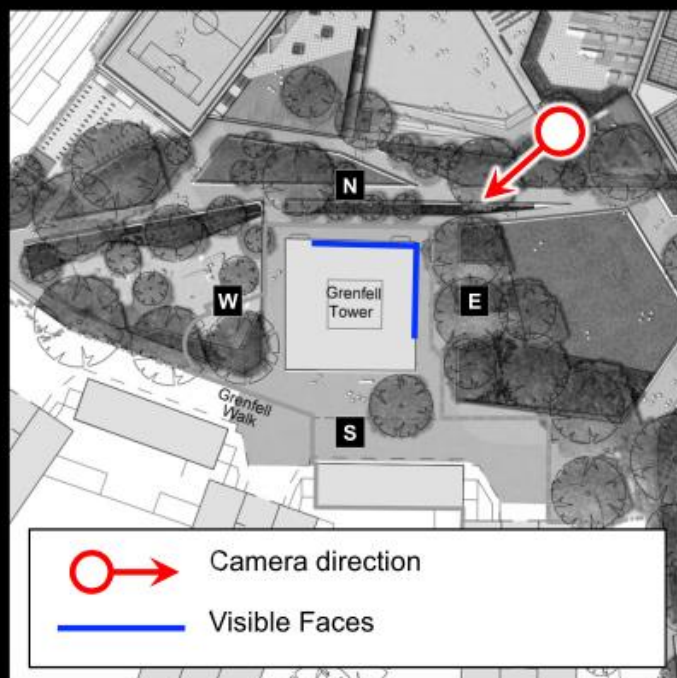 N
W
Grenfell
Tower
E
Grenfell
Walk
S
Camera direction
Visible Faces